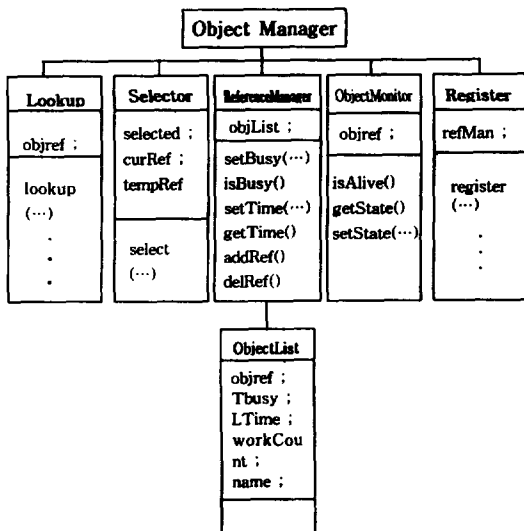 Object Manager
Lookup
objref ;
lookup
(…)
.
.
.
Selector
selected ;
curRef ;
tempRef
select
(…)
ReferenceManager
objList ;
setBusy(…)
isBusy()
setTime(…)
getTime()
addRef()
delRef()
ObjectMonitor
objref ;
isAlive()
getState()
setState(…)
Register
refMan ;
register
(…)
.
.
.
ObjectList
objref ;
Tbusy ;
LTime ;
workCou
nt ;
name ;